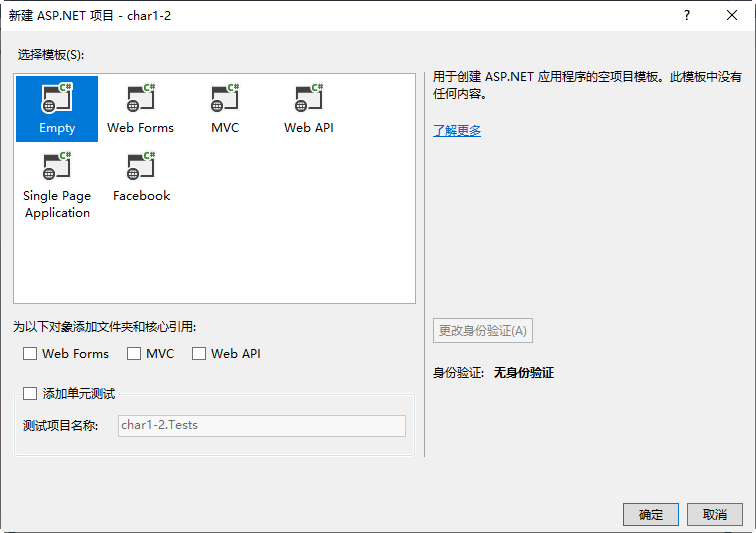 新建 ASP.NET 项目 - char1-2
?
选择模板(S):
C# C# C# C#
Empty Web Forms MVC Web API
C# C#
Single Page Application
Facebook
用于创建 ASP.NET 应用程序的空项目模板。此模板中没有
任何内容。
了解更多
为以下对象添加文件夹和核心引用:
Web Forms MVC Web API
添加单元测试
测试项目名称: char1-2.Tests
更改身份验证(A)
身份验证: 无身份验证
确定 取消